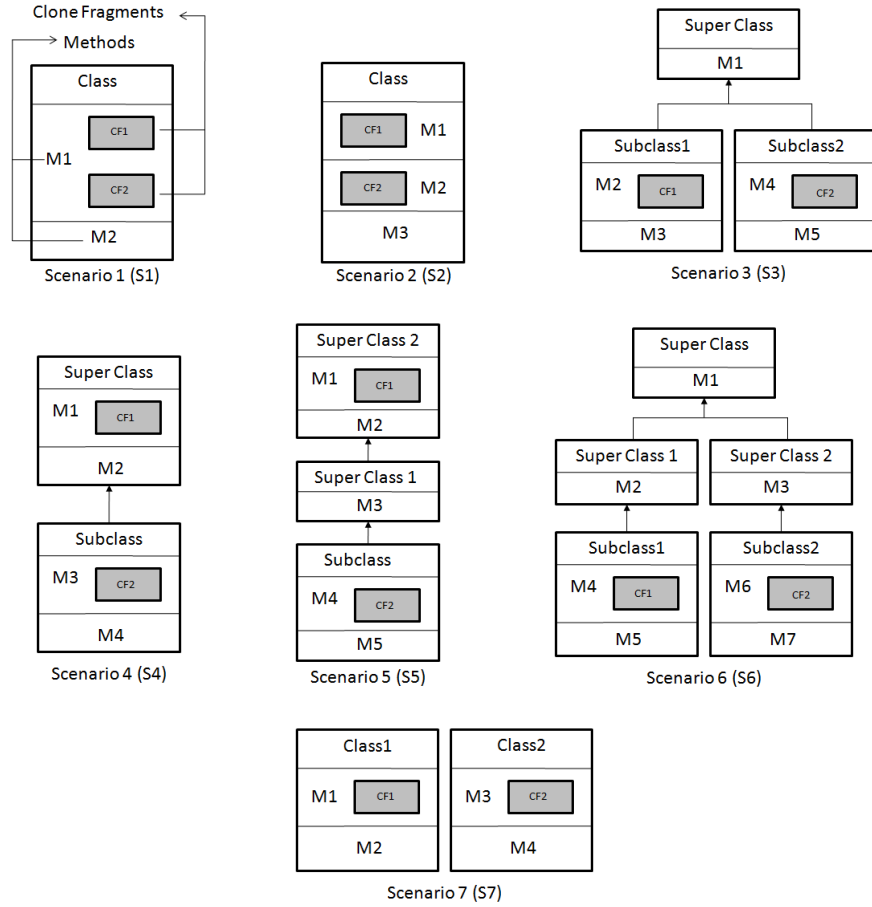 Clone Fragments
Methods
Class
CF1
M1
CF2
M2
Scenario 1 (S1)
Class
CF1
M1
CF2
M2
M3
Scenario 2 (S2)
Super Class
M1
Subclass1
M2
CF1
M3
Subclass2
M4
CF2
M5
Scenario 3 (S3)
Super Class
M1
CF1
M2
Subclass
M3
CF2
M4
Scenario 4 (S4)
Super Class 2
M1
CF1
M2
Super Class 1
M3
Subclass
M4
CF2
M5
Scenario 5 (S5)
Super Class
M1
Super Class 1
M2
Super Class 2
M3
Subclass1
M4
CF1
M5
Subclass2
M6
CF2
M7
Scenario 6 (S6)
Class1
M1
CF1
M2
Class2
M3
CF2
M4
Scenario 7 (S7)